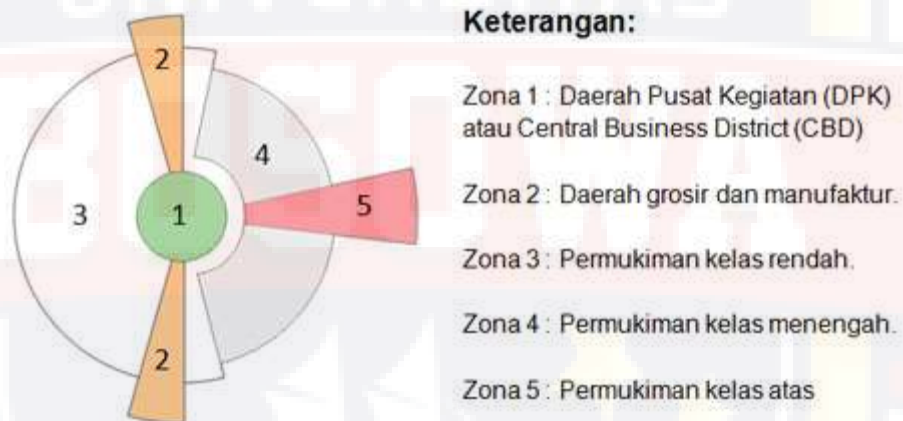 Keterangan:
Zona 1 : Daerah Pusat Kegiatan (DPK)
atau Central Business District (CBD)
Zona 2 : Daerah grosir dan manufaktur.
Zona 3 : Permukiman kelas rendah.
Zona 4 : Permukiman kelas menengah.
Zona 5 : Permukiman kelas atas
2
4
3
1
5
2
BOSOWA